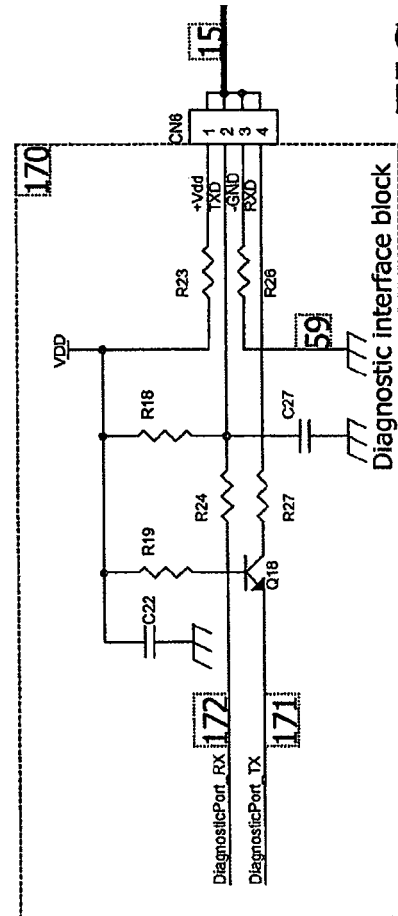 15
170
CN6
1
2
3
4
+Vdd
TXD
-GND
RXD
R23
R26
VDD
59
R18
C27
R24
R27
R19
Q18
C22
172
171
DiagnosticPort_RX
DiagnosticPort_TX
Diagnostic interface block